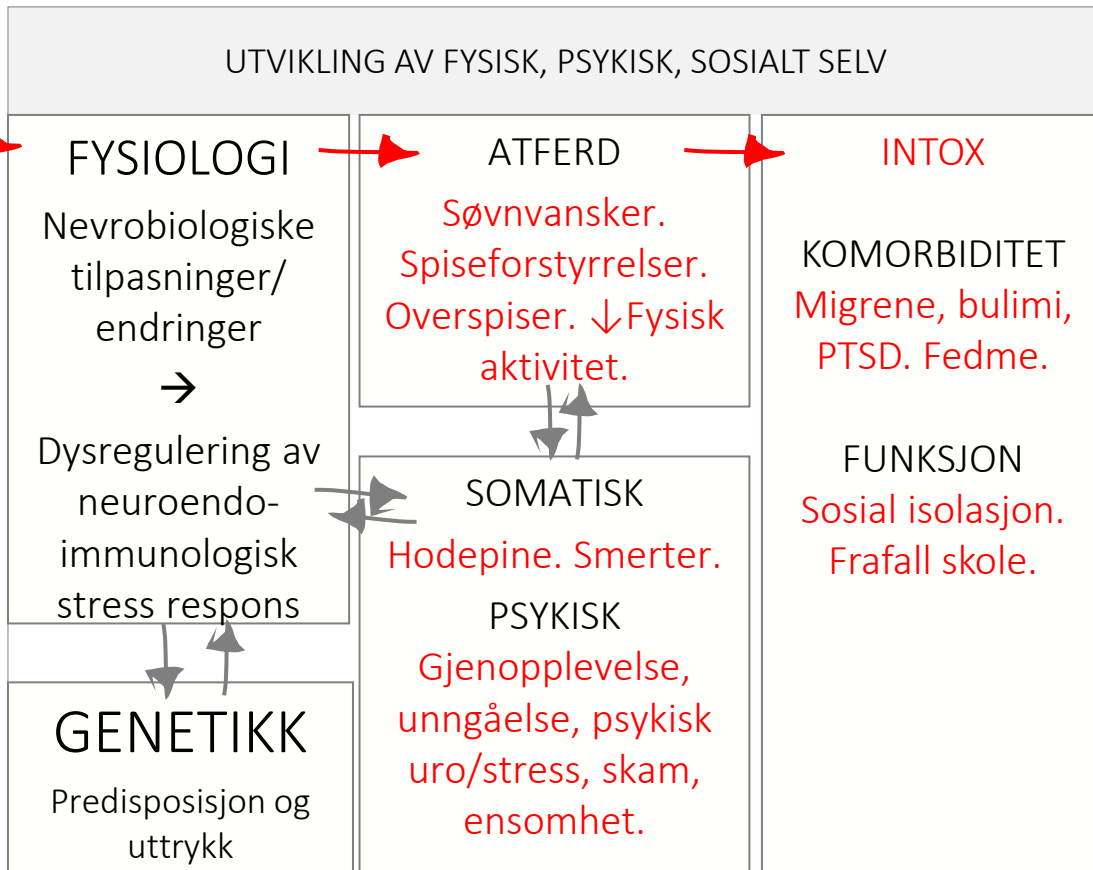 UTVIKLING AV FYSISK, PSYKISK, SOSIALT SELV
FYSIOLOGI
Nevrobiologiske
tilpasninger/
endringer
→
Dysregulering av
neuroendo-
immunologisk
stress respons
GENETIKK
Predisposisjon og
uttrykk
ATFERD
Søvnvansker.
Spiseforstyrrelser.
Overspiser. ↓Fysisk
aktivitet.
SOMATISK
Hodepine. Smerter.
PSYKISK
Gjenopplevelse,
unngåelse, psykisk
uro/stress, skam,
ensomhet.
INTOX
KOMORBIDITET
Migrene, bulimi,
PTSD. Fedme.
FUNKSJON
Sosial isolasjon.
Frafall skole.